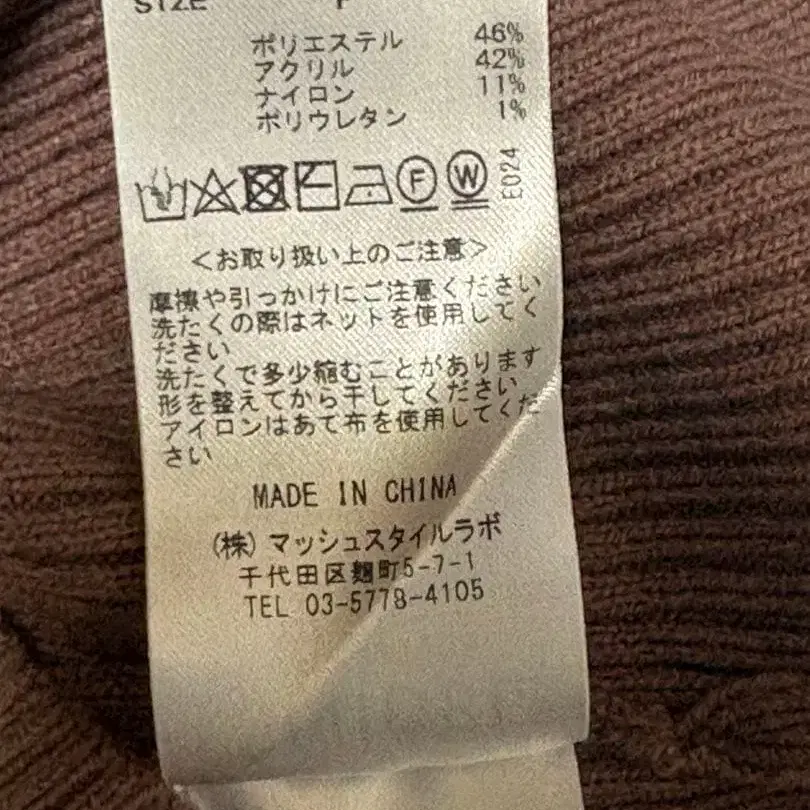 SIZE F
ポリエステル 46%
アクリル 42%
ナイロン 11%
ポリウレタン 1%
F W E024
<お取り扱い上のご注意>
摩擦や引っかけにご注意ください
洗たくの際はネットを使用してく
ださい
洗たくで多少縮むことがあります
形を整えてから干してください
アイロンはあて布を使用してくだ
さい
MADE IN CHINA
(株)マッシュスタイルラボ
千代田区麹町5-7-1
TEL 03-5778-4105